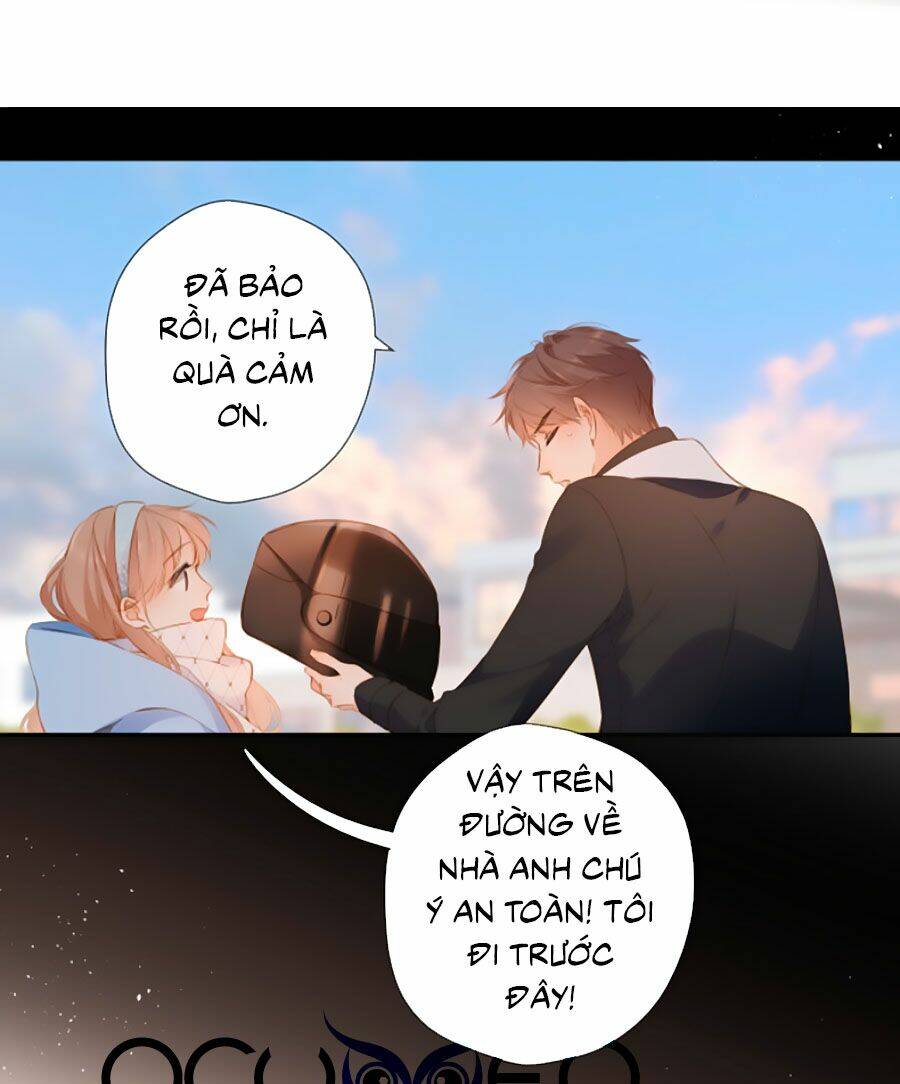 ĐÃ BẢO
RỒI, CHỈ LÀ
QUÀ CẢM
ƠN.
VẬY TRÊN
ĐƯỜNG VỀ
NHÀ ANH CHÚ
Ý AN TOÀN! TÔI
ĐI TRƯỚC
ĐÂY!